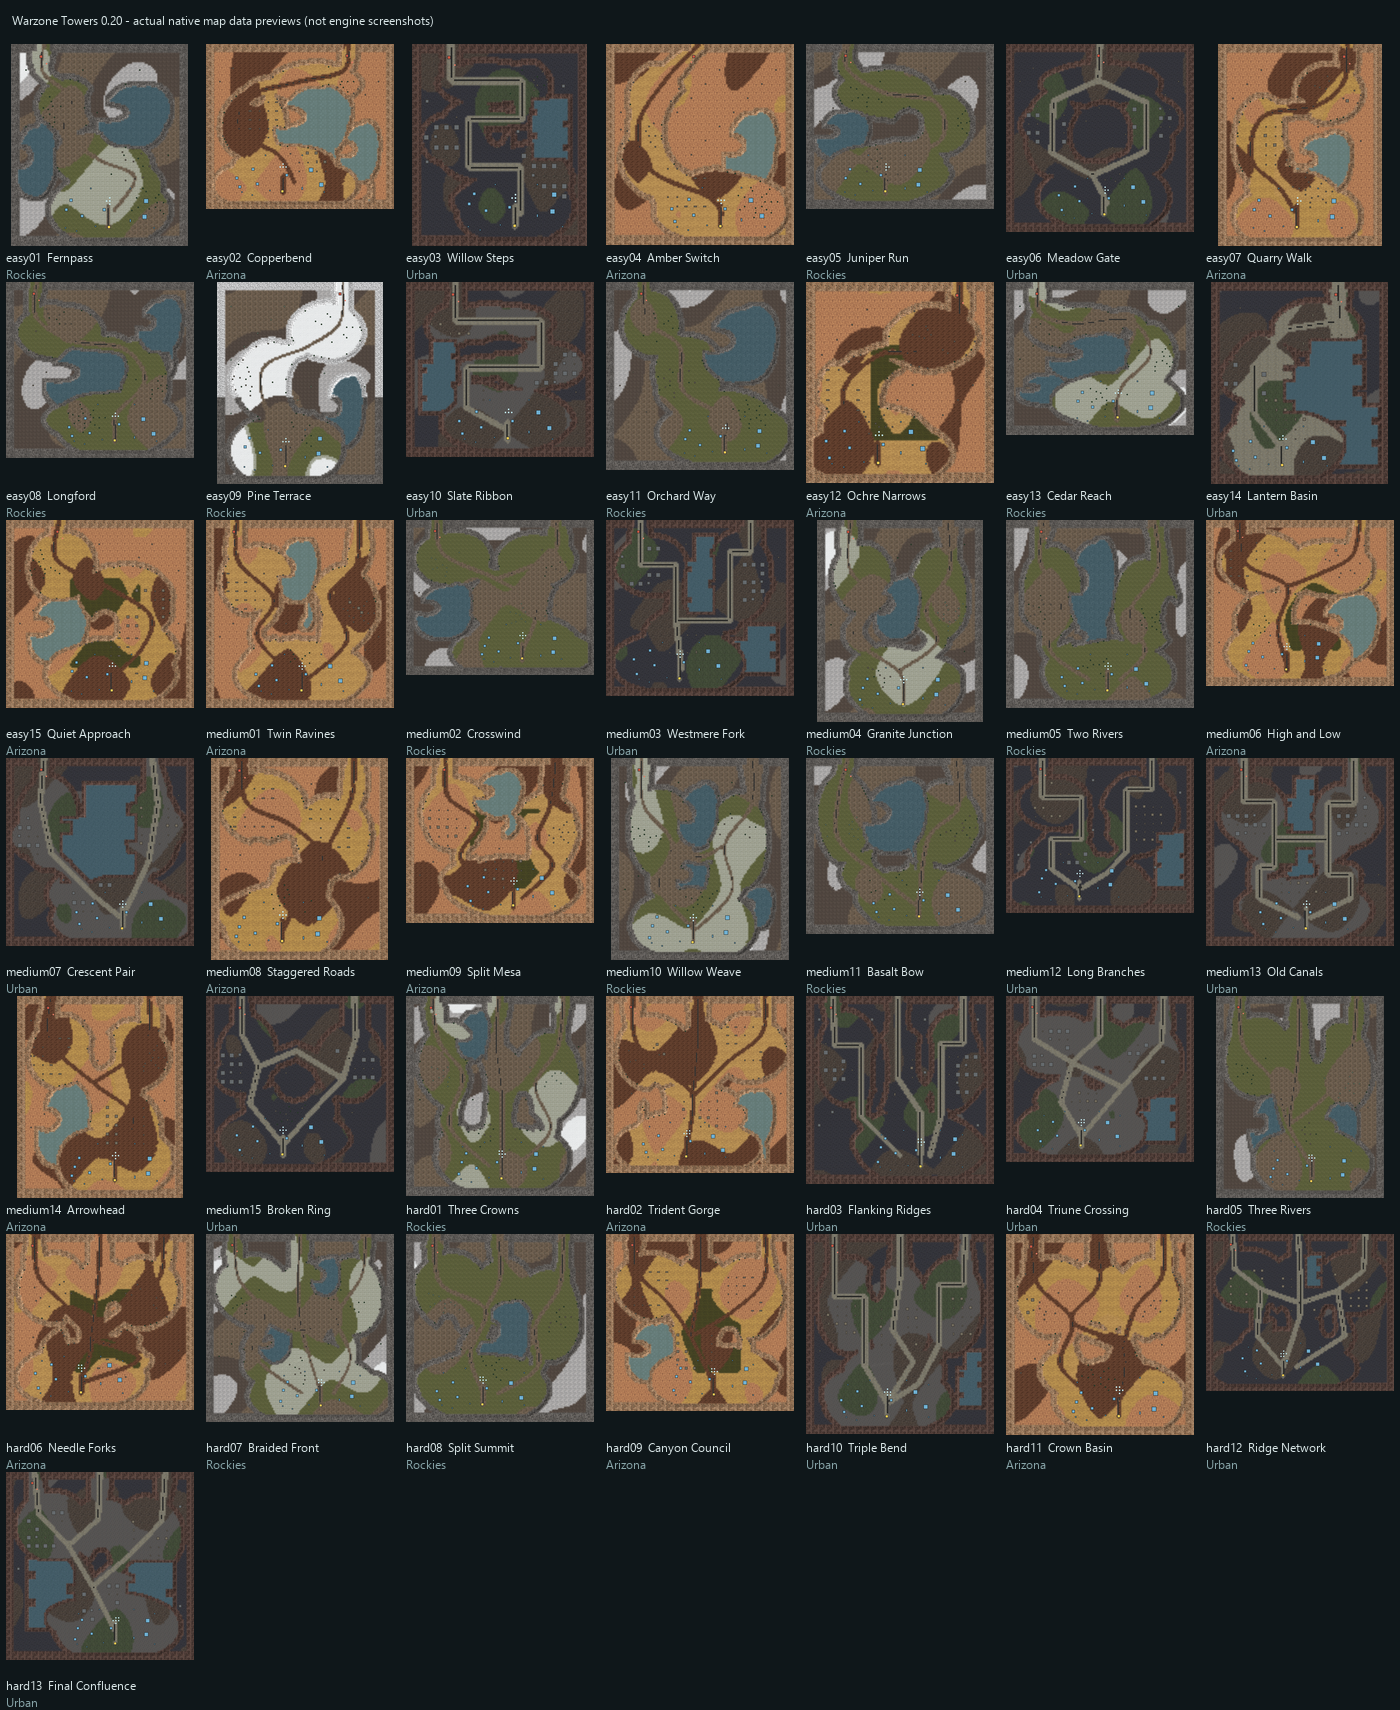 Warzone Towers 0.20 - actual native map data previews (not engine screenshots)
easy01 Fernpass
Rockies
easy02 Copperbend
Arizona
easy03 Willow Steps
Urban
easy04 Amber Switch
Arizona
easy05 Juniper Run
Rockies
easy06 Meadow Gate
Urban
easy07 Quarry Walk
Arizona
easy08 Longford
Rockies
easy09 Pine Terrace
Rockies
easy10 Slate Ribbon
Urban
easy11 Orchard Way
Rockies
easy12 Ochre Narrows
Arizona
easy13 Cedar Reach
Rockies
easy14 Lantern Basin
Urban
easy15 Quiet Approach
Arizona
medium01 Twin Ravines
Arizona
medium02 Crosswind
Rockies
medium03 Westmere Fork
Urban
medium04 Granite Junction
Rockies
medium05 Two Rivers
Rockies
medium06 High and Low
Arizona
medium07 Crescent Pair
Urban
medium08 Staggered Roads
Arizona
medium09 Split Mesa
Arizona
medium10 Willow Weave
Rockies
medium11 Basalt Bow
Rockies
medium12 Long Branches
Urban
medium13 Old Canals
Urban
medium14 Arrowhead
Arizona
medium15 Broken Ring
Urban
hard01 Three Crowns
Rockies
hard02 Trident Gorge
Arizona
hard03 Flanking Ridges
Urban
hard04 Triune Crossing
Urban
hard05 Three Rivers
Rockies
hard06 Needle Forks
Arizona
hard07 Braided Front
Rockies
hard08 Split Summit
Rockies
hard09 Canyon Council
Arizona
hard10 Triple Bend
Urban
hard11 Crown Basin
Arizona
hard12 Ridge Network
Urban
hard13 Final Confluence
Urban